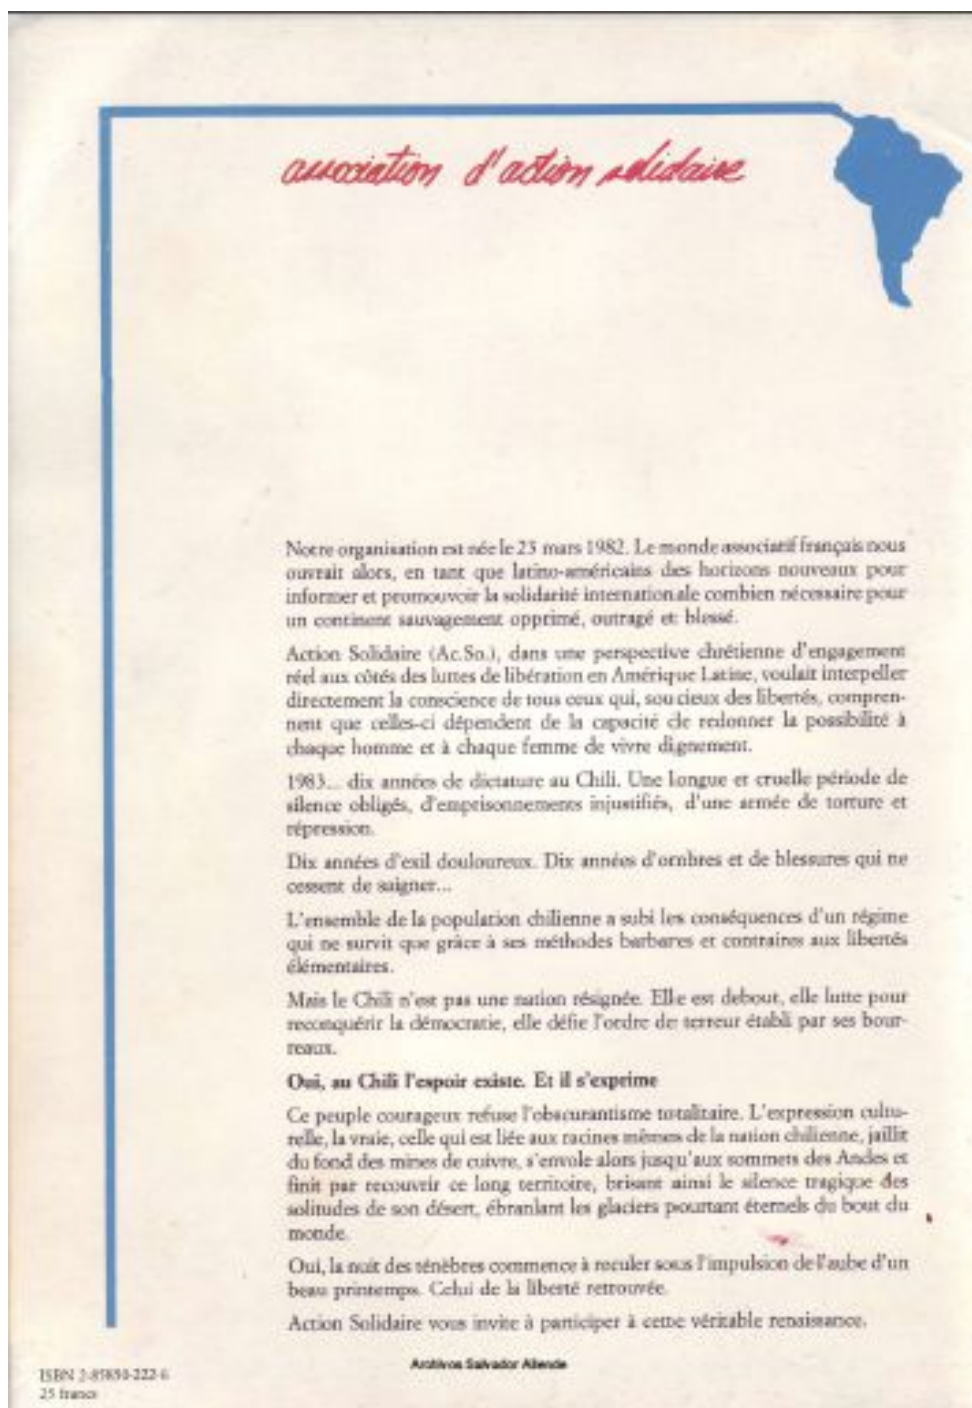 association d'action solidaire
Notre organisation est née le 23 mars 1982. Le monde associatif français nous
ouvrait alors, en tant que latino-américains des horizons nouveaux pour
informer et promouvoir la solidarité internationale combien nécessaire pour
un continent sauvagement opprimé, outragé et blessé.
Action Solidaire (Ac.So.), dans une perspective chrétienne d'engagement
réel aux côtés des luttes de libération en Amérique Latine, voulait interpeller
directement la conscience de tous ceux qui, soucieux des libertés, compren-
nent que celles-ci dépendent de la capacité de redonner la possibilité à
chaque homme et à chaque femme de vivre dignement.
1983... dix années de dictature au Chili. Une longue et cruelle période de
silence obligés, d'emprisonnements injustifiés, d'une armée de torture et
répression.
Dix années d'exil douloureux. Dix années d'ombres et de blessures qui ne
cessent de saigner...
L'ensemble de la population chilienne a subi les conséquences d'un régime
qui ne survit que grâce à ses méthodes barbares et contraires aux libertés
élémentaires.
Mais le Chili n'est pas une nation résignée. Elle est debout, elle lutte pour
reconquérir la démocratie, elle défie l'ordre de terreur établi par ses bour-
reaux.
Oui, au Chili l'espoir existe. Et il s'exprime
Ce peuple courageux refuse l'obscurantisme totalitaire. L'expression cultu-
relle, la vraie, celle qui est liée aux racines mêmes de la nation chilienne, jaillit
du fond des mines de cuivre, s'envole alors jusqu'aux sommets des Andes et
finit par recouvrir ce long territoire, brisant ainsi le silence tragique des
solitudes de son désert, ébranlant les glaciers pourtant éternels du bout du
monde.
Oui, la nuit des ténèbres commence à reculer sous l'impulsion de l'aube d'un
beau printemps. Celui de la liberté retrouvée.
Action Solidaire vous invite à participer à cette véritable renaissance.
Archivos Salvador Allende
ISBN 2-85850-222-6
25 francs